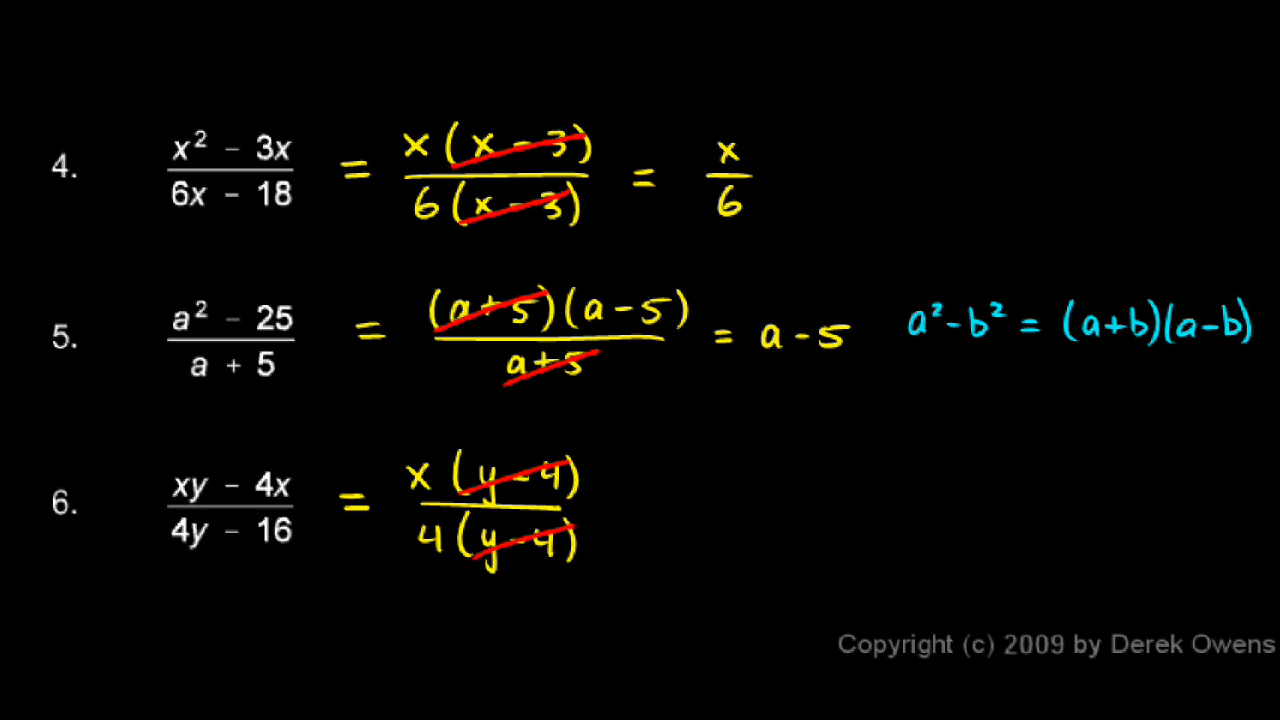 4. x² - 3x / 6x - 18 = x (x - 3) / 6 (x - 3) = x / 6
5. a² - 25 / a + 5 = (a + 5)(a - 5) / a + 5 = a - 5 a² - b² = (a+b)(a-b)
6. xy - 4x / 4y - 16 = x (y - 4) / 4 (y - 4)
Copyright (c) 2009 by Derek Owens